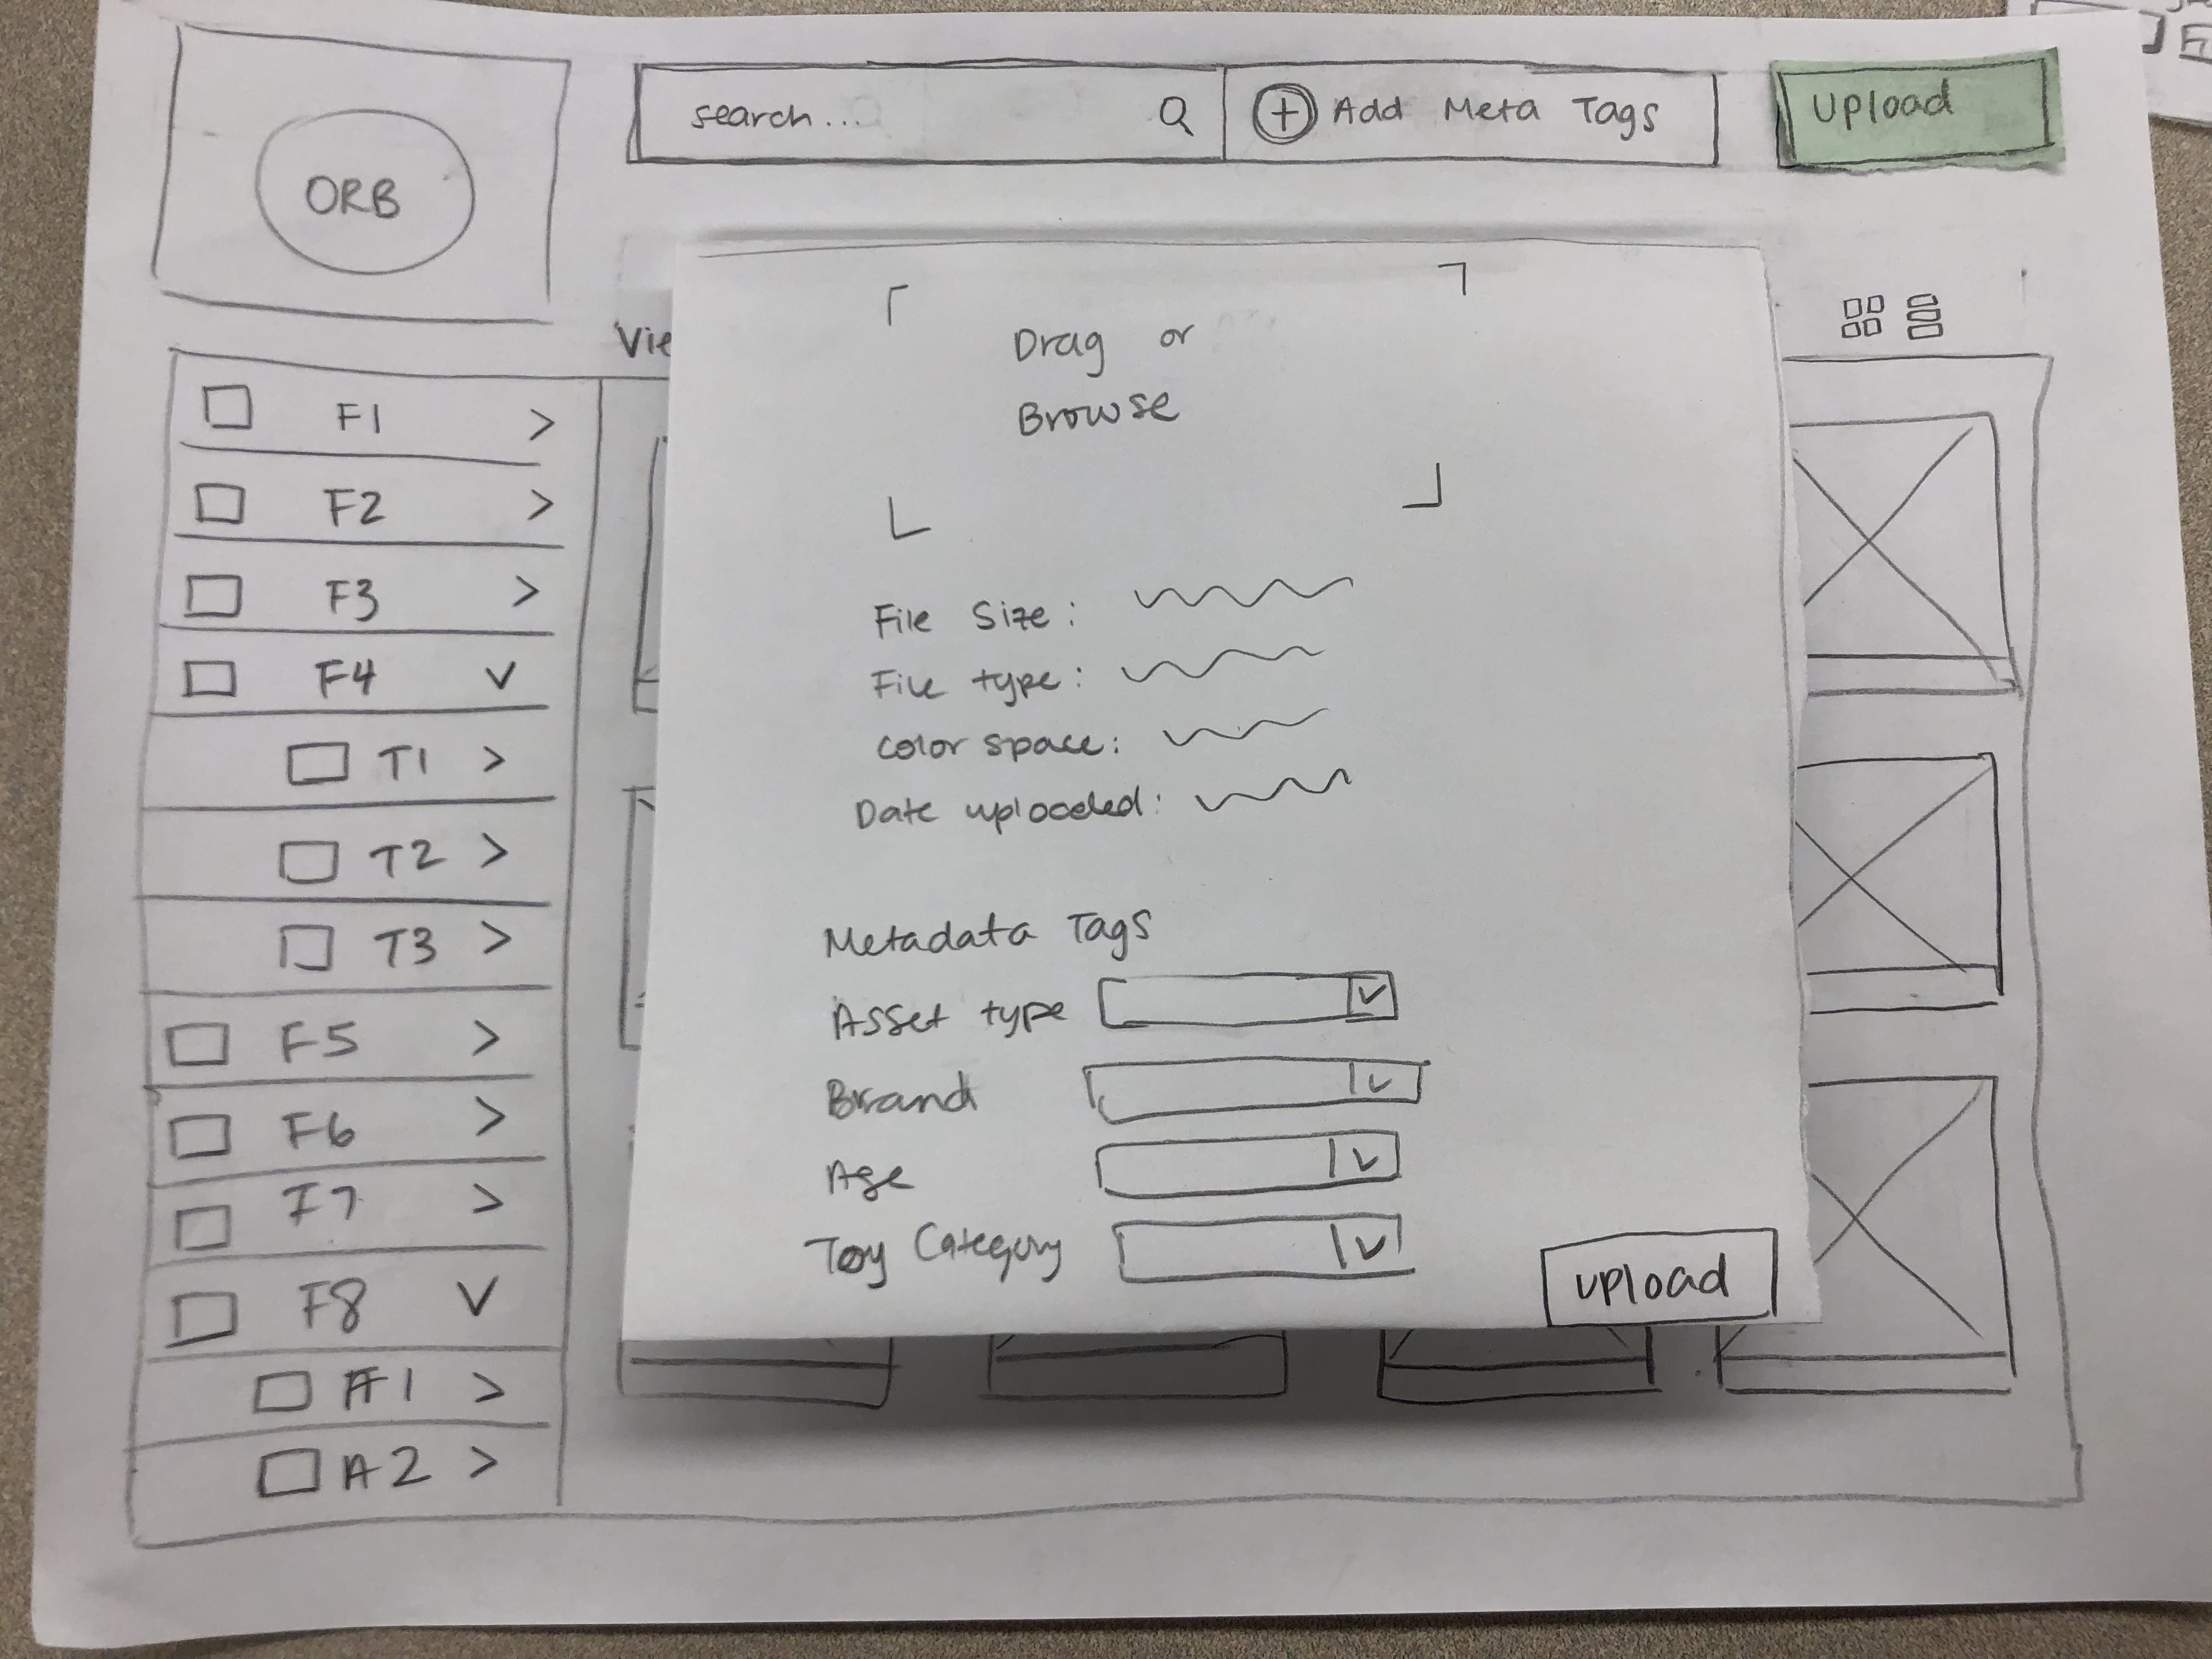 search...
Add Meta Tags
Upload
ORB
Vie
F1
F2
F3
F4
T1
T2
T3
F5
F6
F7
F8
A1
A2
Drag or
Browse
File Size:
File type:
color space:
Date uploaded:
Metadata Tags
Asset type
Brand
Age
Toy Category
upload